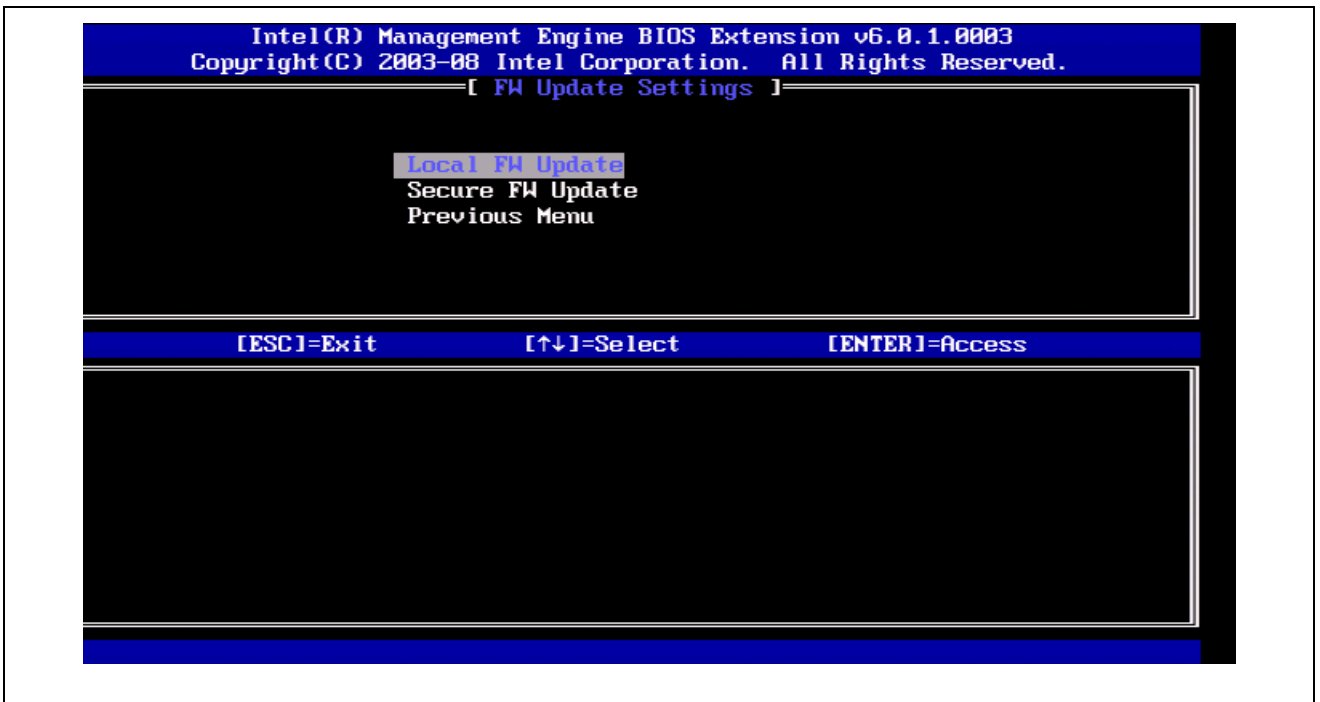 Intel(R) Management Engine BIOS Extension v6.0.1.0003
Copyright(C) 2003-08 Intel Corporation. All Rights Reserved.
[ FW Update Settings ]
Local FW Update
Secure FW Update
Previous Menu
[ESC]=Exit [↑↓]=Select [ENTER]=Access